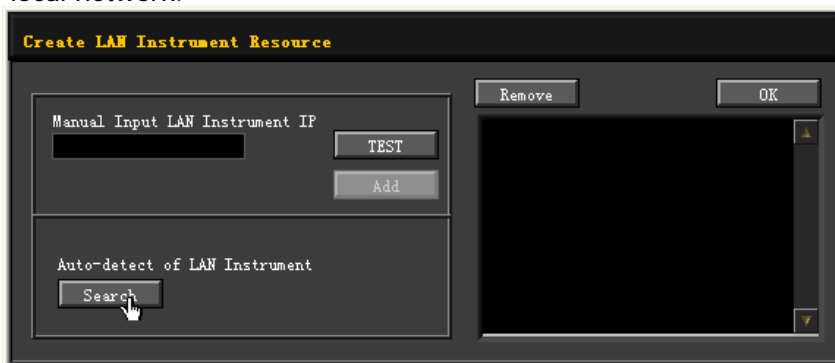 local network.
Create LAN Instrument Resource
Remove
OK
Manual Input LAN Instrument IP
TEST
Add
Auto-detect of LAN Instrument
Search